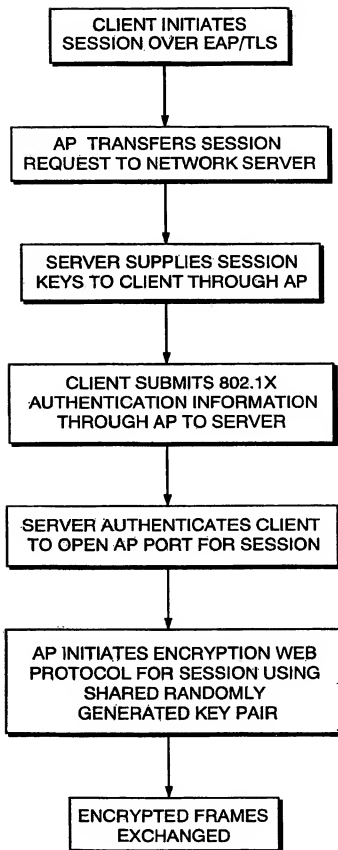 CLIENT INITIATES
SESSION OVER EAP/TLS
AP TRANSFERS SESSION
REQUEST TO NETWORK SERVER
SERVER SUPPLIES SESSION
KEYS TO CLIENT THROUGH AP
CLIENT SUBMITS 802.1X
AUTHENTICATION INFORMATION
THROUGH AP TO SERVER
SERVER AUTHENTICATES CLIENT
TO OPEN AP PORT FOR SESSION
AP INITIATES ENCRYPTION WEB
PROTOCOL FOR SESSION USING
SHARED RANDOMLY
GENERATED KEY PAIR
ENCRYPTED FRAMES
EXCHANGED